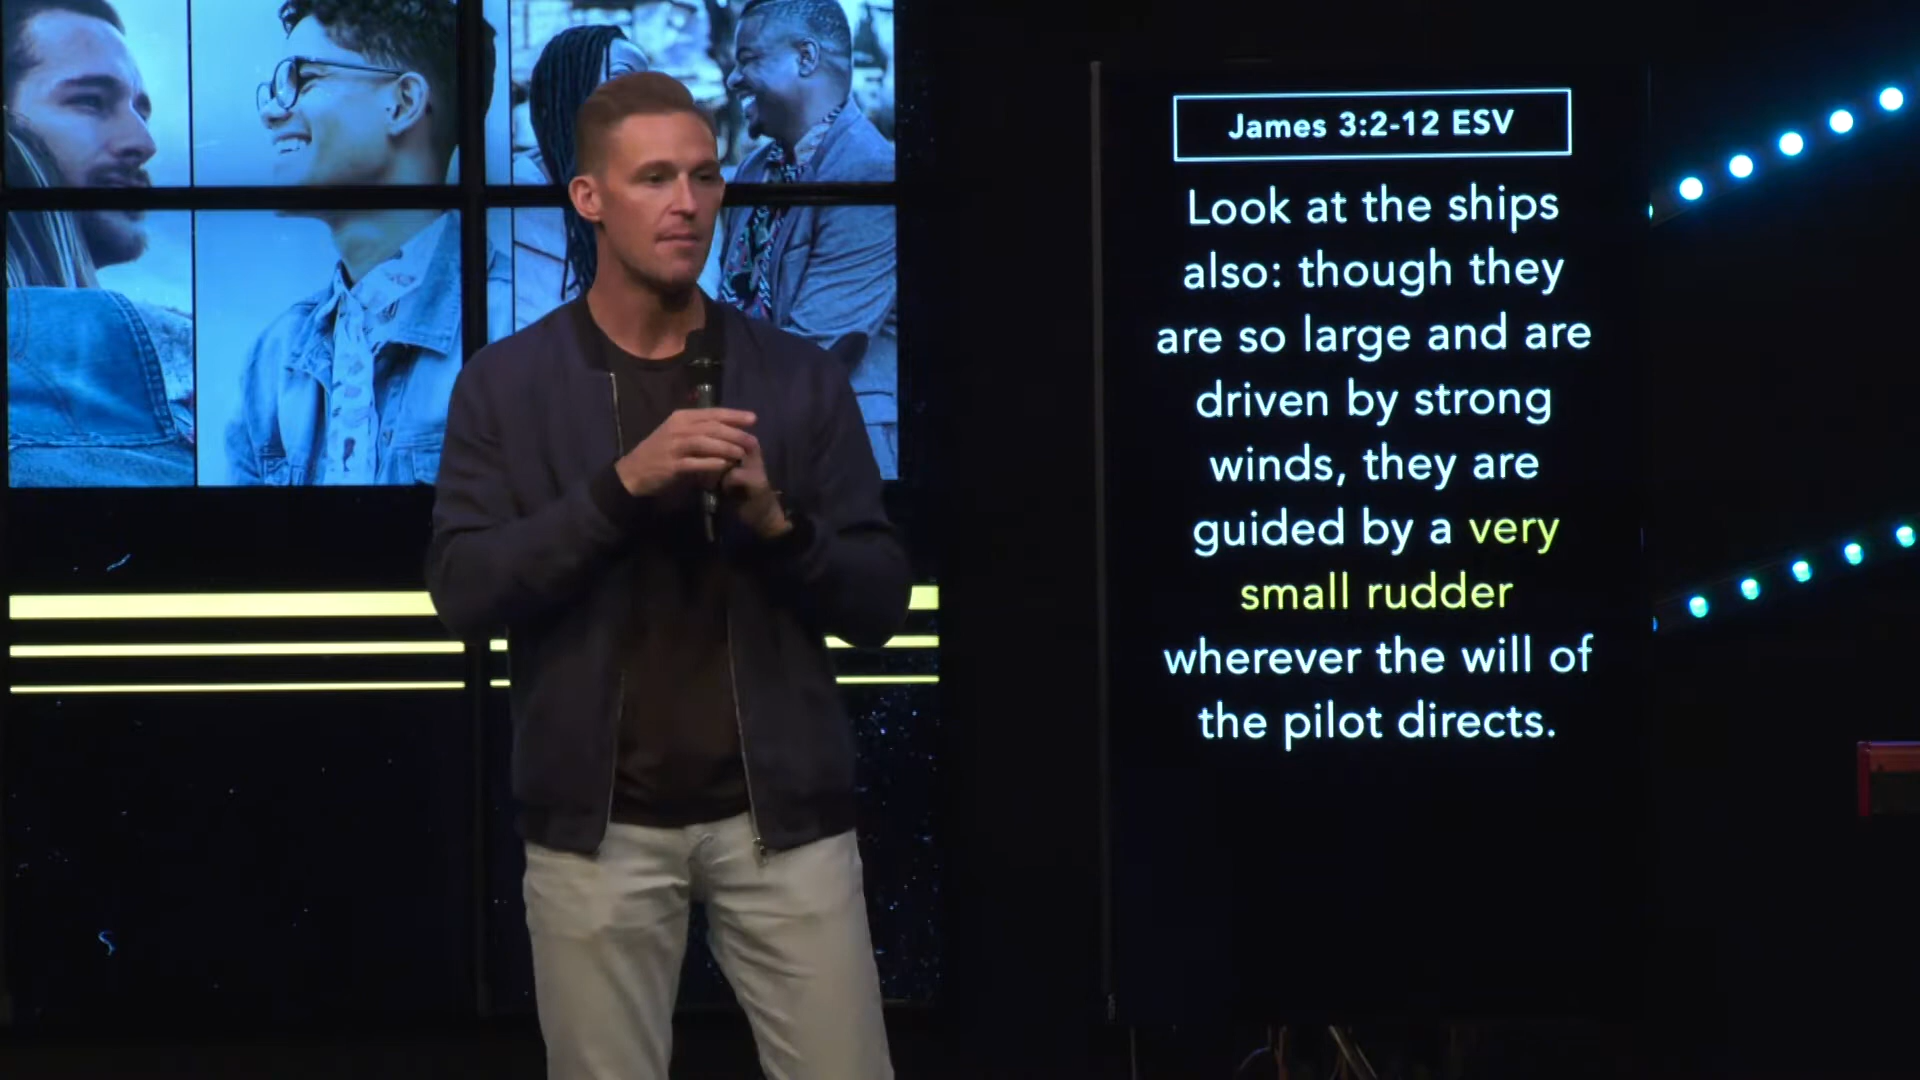 James 3:2-12 ESV
Look at the ships
also: though they
are so large and are
driven by strong
winds, they are
guided by a very
small rudder
wherever the will of
the pilot directs.